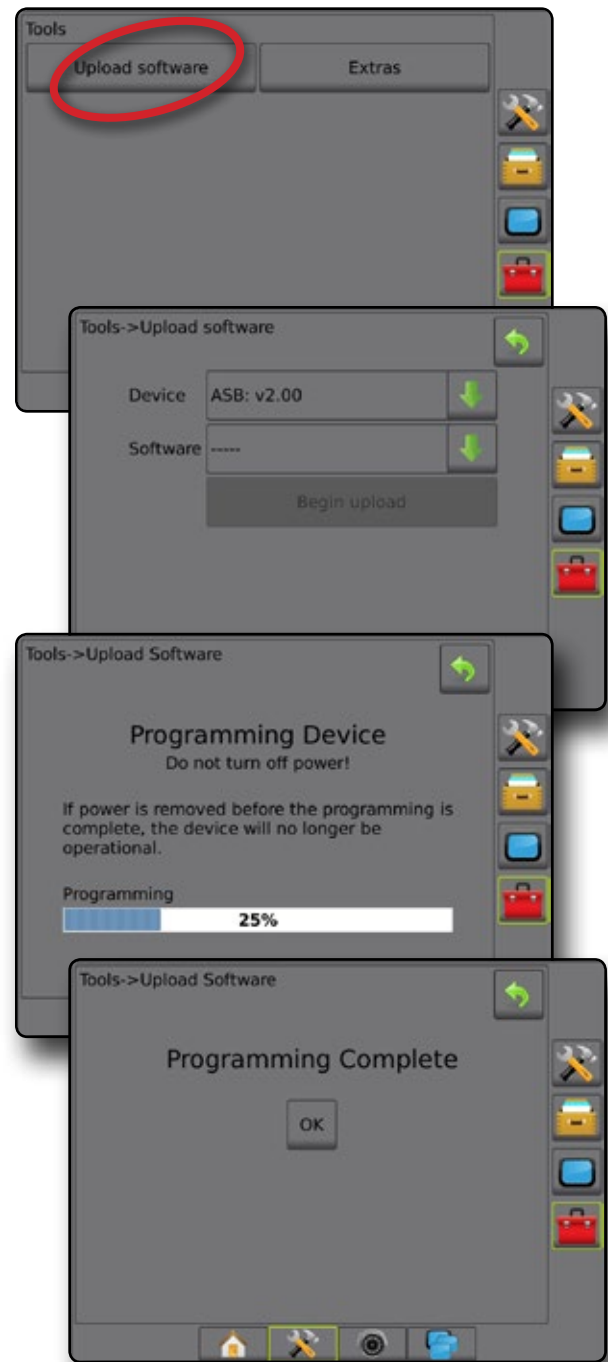 Tools
Upload software
Extras
Tools->Upload software
Device ASB: v2.00
Software -----
Begin upload
Tools->Upload Software
Programming Device
Do not turn off power!
If power is removed before the programming is
complete, the device will no longer be
operational.
Programming
25%
Tools->Upload Software
Programming Complete
OK